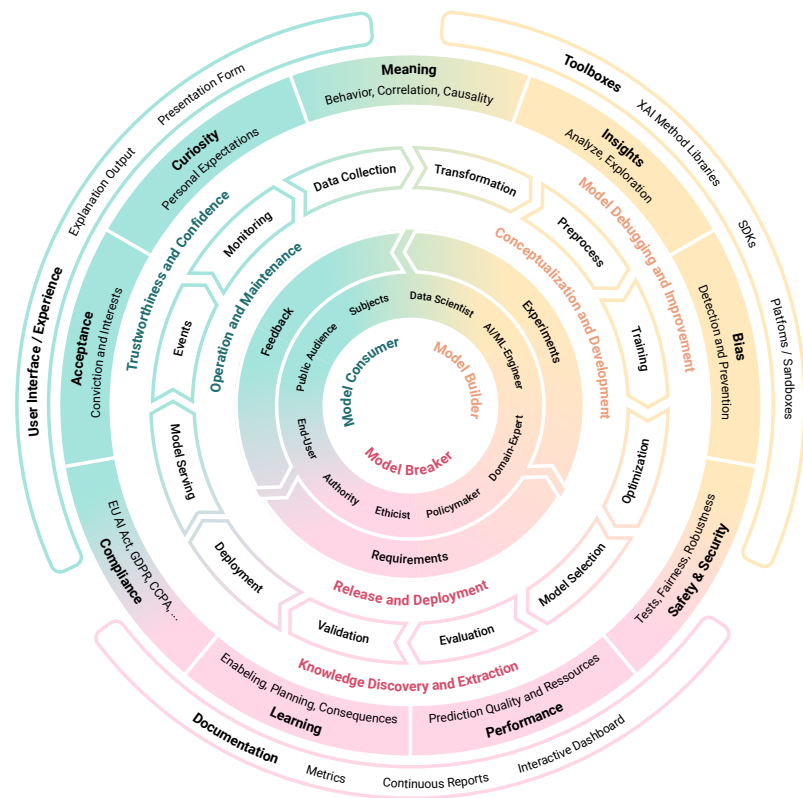 Toolboxes
XAI Method Libraries
SDKs
Platfoms / Sandboxes
User Interface / Experience
Explanation Output
Presentation Form
Documentation
Metrics
Continuous Reports
Interactive Dashboard
Meaning
Behavior, Correlation, Causality
Insights
Analyze, Exploration
Bias
Detection and Prevention
Tests, Fairness, Robustness
Safety & Security
Prediction Quality and Ressources
Performance
Enabeling, Planning, Consequences
Learning
EU AI Act, GDPR, CCPA, ...
Compliance
Acceptance
Conviction and Interests
Curiosity
Personal Expectations
Trustworthiness and Confidence
Model Debugging and Improvement
Knowledge Discovery and Extraction
Data Collection
Transformation
Preprocess
Training
Optimization
Model Selection
Evaluation
Validation
Deployment
Model Serving
Events
Monitoring
Operation and Maintenance
Conceptualization and Development
Release and Deployment
Feedback
Experiments
Requirements
Subjects
Data Scientist
AI/ML-Engineer
Domain-Expert
Policymaker
Ethicist
Authority
End-User
Public Audience
Model Consumer
Model Builder
Model Breaker